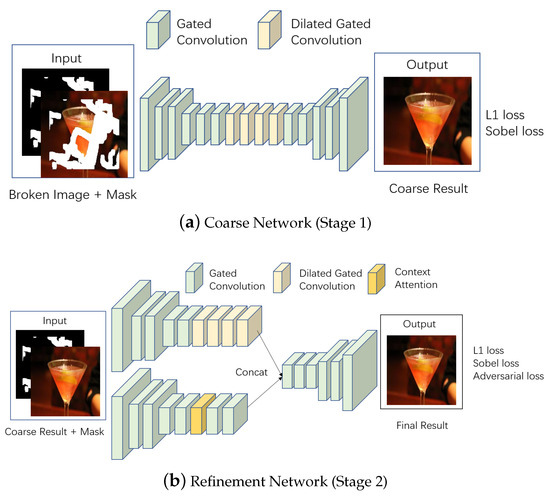 Gated
Convolution
Dilated Gated
Convolution
Input
Output
L1 loss
Sobel loss
Broken Image + Mask
Coarse Result
(a) Coarse Network (Stage 1)
Gated
Convolution
Dilated Gated
Convolution
Context
Attention
Input
Output
L1 loss
Sobel loss
Adversarial loss
Concat
Coarse Result + Mask
Final Result
(b) Refinement Network (Stage 2)